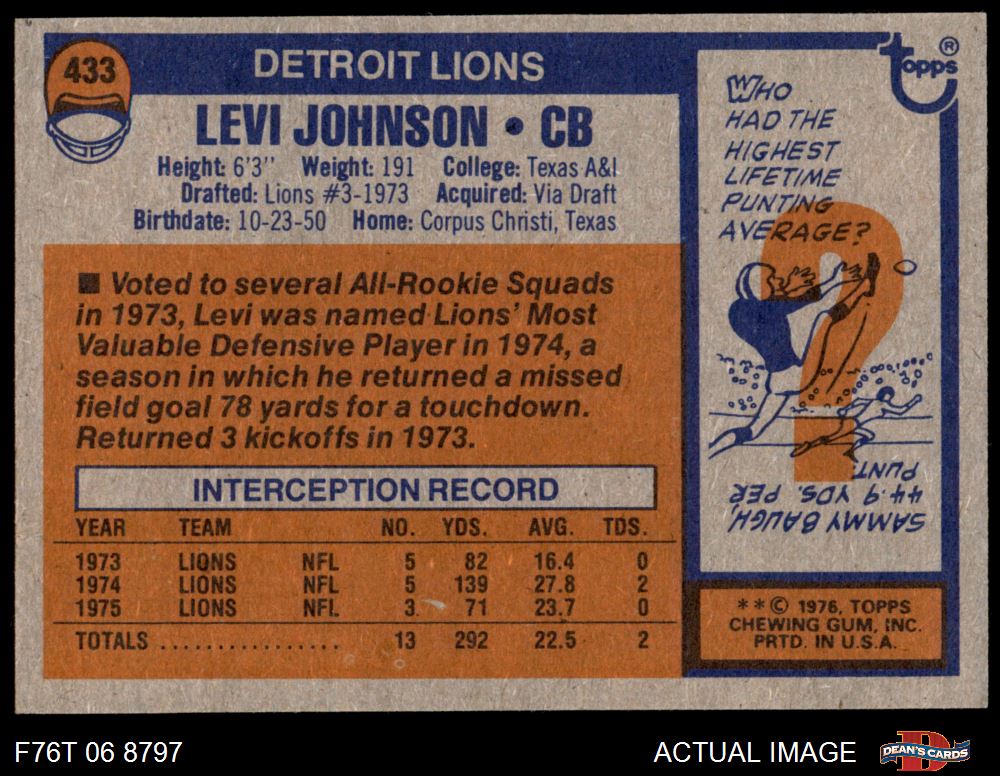 433
DETROIT LIONS
LEVI JOHNSON • CB
Height: 6'3" Weight: 191 College: Texas A&I
Drafted: Lions #3-1973 Acquired: Via Draft
Birthdate: 10-23-50 Home: Corpus Christi, Texas
■ Voted to several All-Rookie Squads
in 1973, Levi was named Lions' Most
Valuable Defensive Player in 1974, a
season in which he returned a missed
field goal 78 yards for a touchdown.
Returned 3 kickoffs in 1973.
INTERCEPTION RECORD
YEAR TEAM NO. YDS. AVG. TDS.
1973 LIONS NFL 5 82 16.4 0
1974 LIONS NFL 5 139 27.8 2
1975 LIONS NFL 3 71 23.7 0
TOTALS ................ 13 292 22.5 2
topps ®
WHO
HAD THE
HIGHEST
LIFETIME
PUNTING
AVERAGE?
?
SAMMY BAUGH,
44.9 YDS. PER
PUNT.
**© 1976, TOPPS
CHEWING GUM, INC.
PRTD. IN U.S.A.
F76T 06 8797
ACTUAL IMAGE
D
DEAN'S CARDS